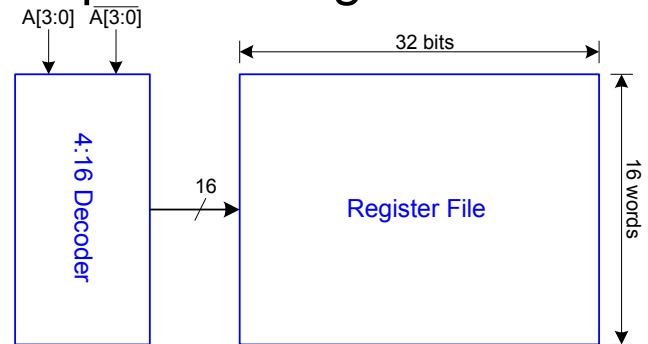 A[3:0] A[3:0]
32 bits
4:16 Decoder
16
Register File
16 words